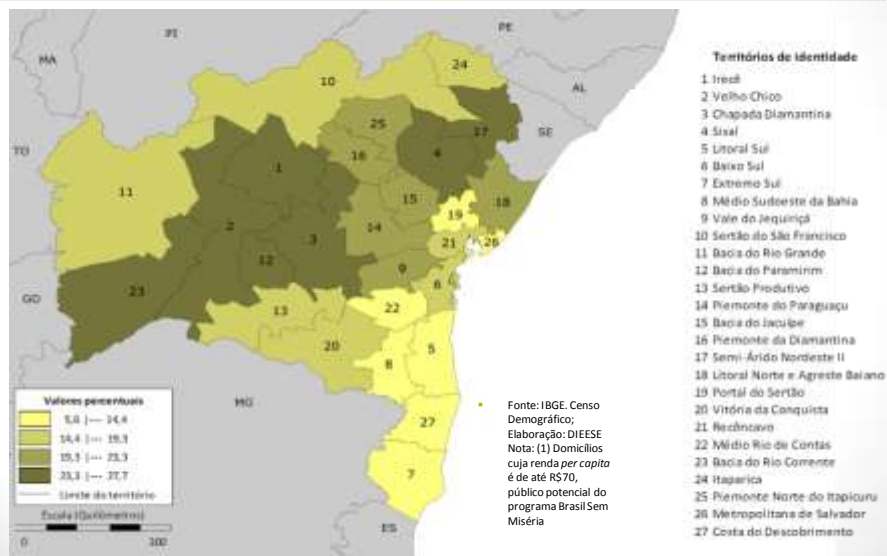 PI
PE
MA
AL
TO
SE
GO
MG
ES
24
10
25
17
1
16
4
11
15
18
19
2
14
3
21
26
12
9
23
6
22
13
20
5
8
27
7
Valores percentuais
5,6 |--- 14,4
14,4 |--- 19,3
19,3 |--- 23,3
23,3 |--- 27,7
Limite do território
Escala (Quilômetros)
0 100
Fonte: IBGE. Censo
Demográfico;
Elaboração: DIEESE
Nota: (1) Domicílios
cuja renda per capita
é de até R$70,
público potencial do
programa Brasil Sem
Miséria
Territórios de identidade
1 Irecê
2 Velho Chico
3 Chapada Diamantina
4 Sisal
5 Litoral Sul
6 Baixo Sul
7 Extremo Sul
8 Médio Sudoeste da Bahia
9 Vale do Jequiriçá
10 Sertão do São Francisco
11 Bacia do Rio Grande
12 Bacia do Paramirim
13 Sertão Produtivo
14 Piemonte do Paraguaçu
15 Bacia do Jacuípe
16 Piemonte da Diamantina
17 Semi-Árido Nordeste II
18 Litoral Norte e Agreste Baiano
19 Portal do Sertão
20 Vitória da Conquista
21 Recôncavo
22 Médio Rio de Contas
23 Bacia do Rio Corrente
24 Itaparica
25 Piemonte Norte do Itapicuru
26 Metropolitana de Salvador
27 Costa do Descobrimento